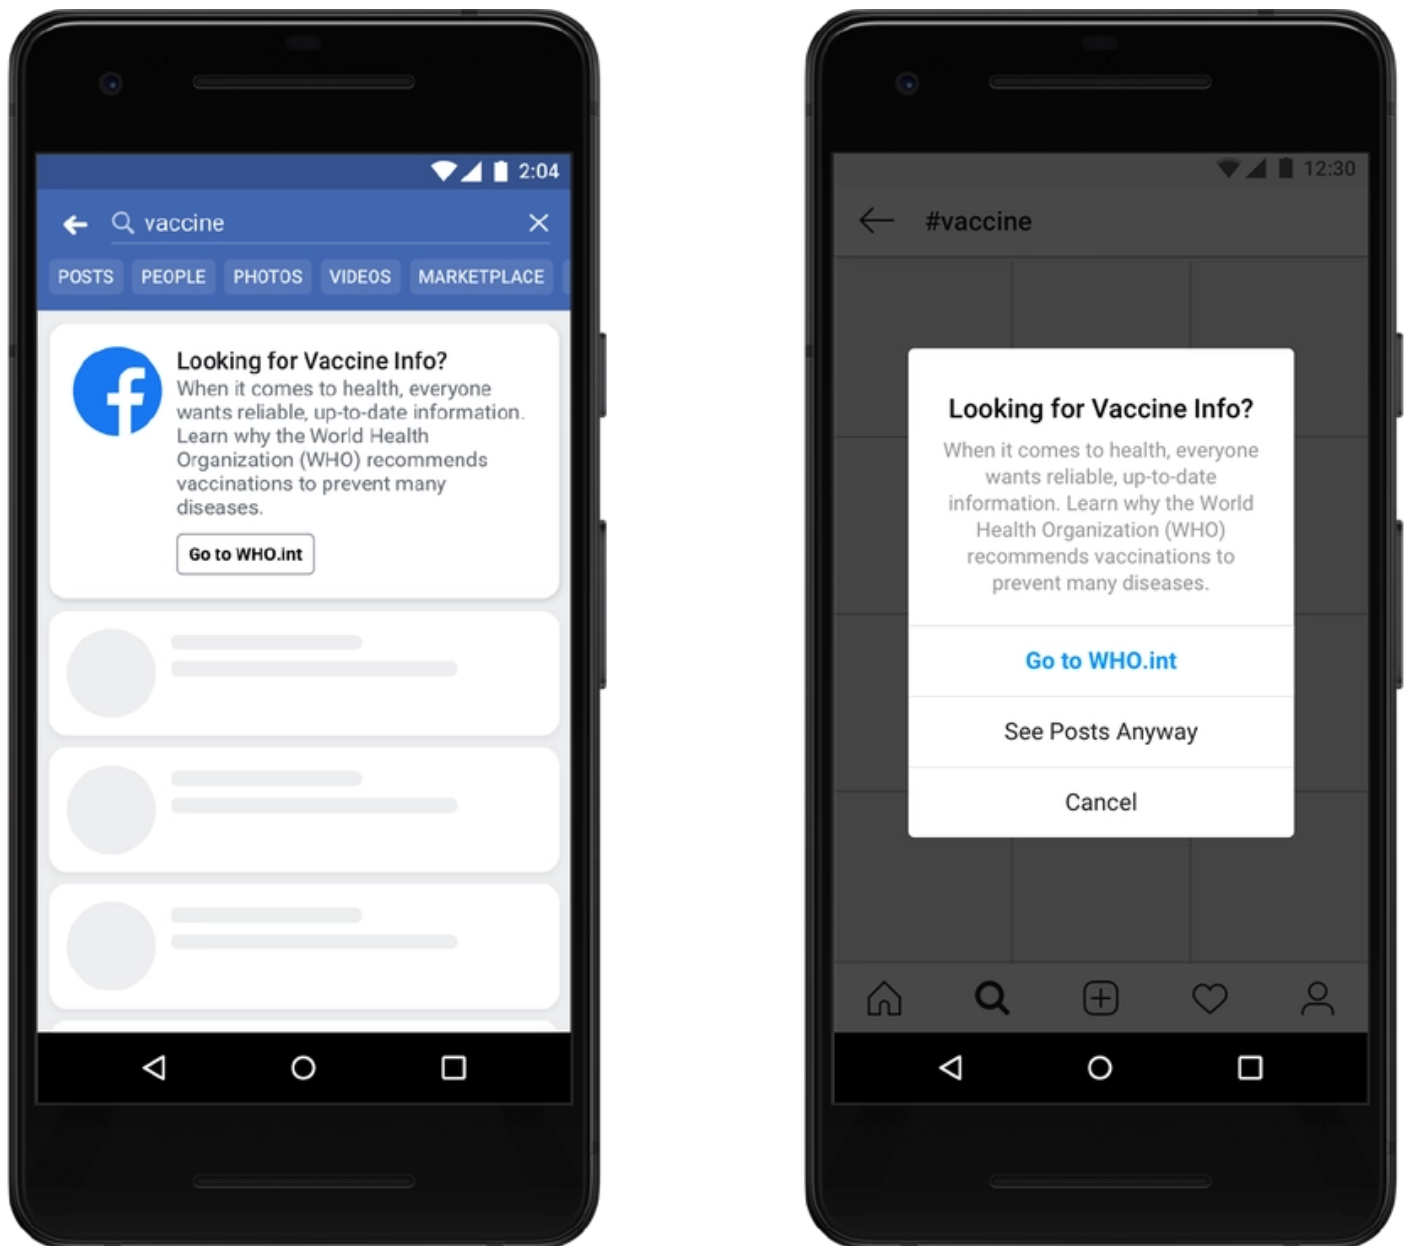 2:04
vaccine
POSTS PEOPLE PHOTOS VIDEOS MARKETPLACE
Looking for Vaccine Info?
When it comes to health, everyone
wants reliable, up-to-date information.
Learn why the World Health
Organization (WHO) recommends
vaccinations to prevent many
diseases.
Go to WHO.int
12:30
#vaccine
Looking for Vaccine Info?
When it comes to health, everyone
wants reliable, up-to-date
information. Learn why the World
Health Organization (WHO)
recommends vaccinations to
prevent many diseases.
Go to WHO.int
See Posts Anyway
Cancel